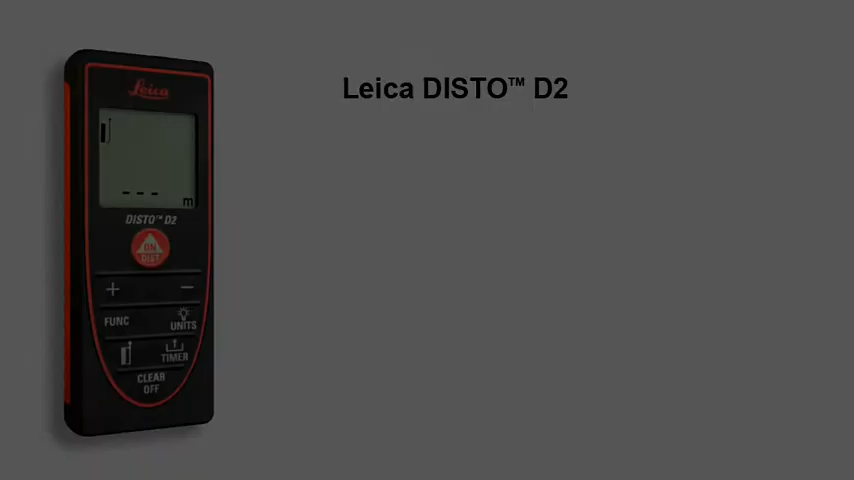 Leica DISTO™ D2
Leica
- - -
m
DISTO™ D2
ON
DIST
+ −
FUNC
UNITS
TIMER
CLEAR
OFF